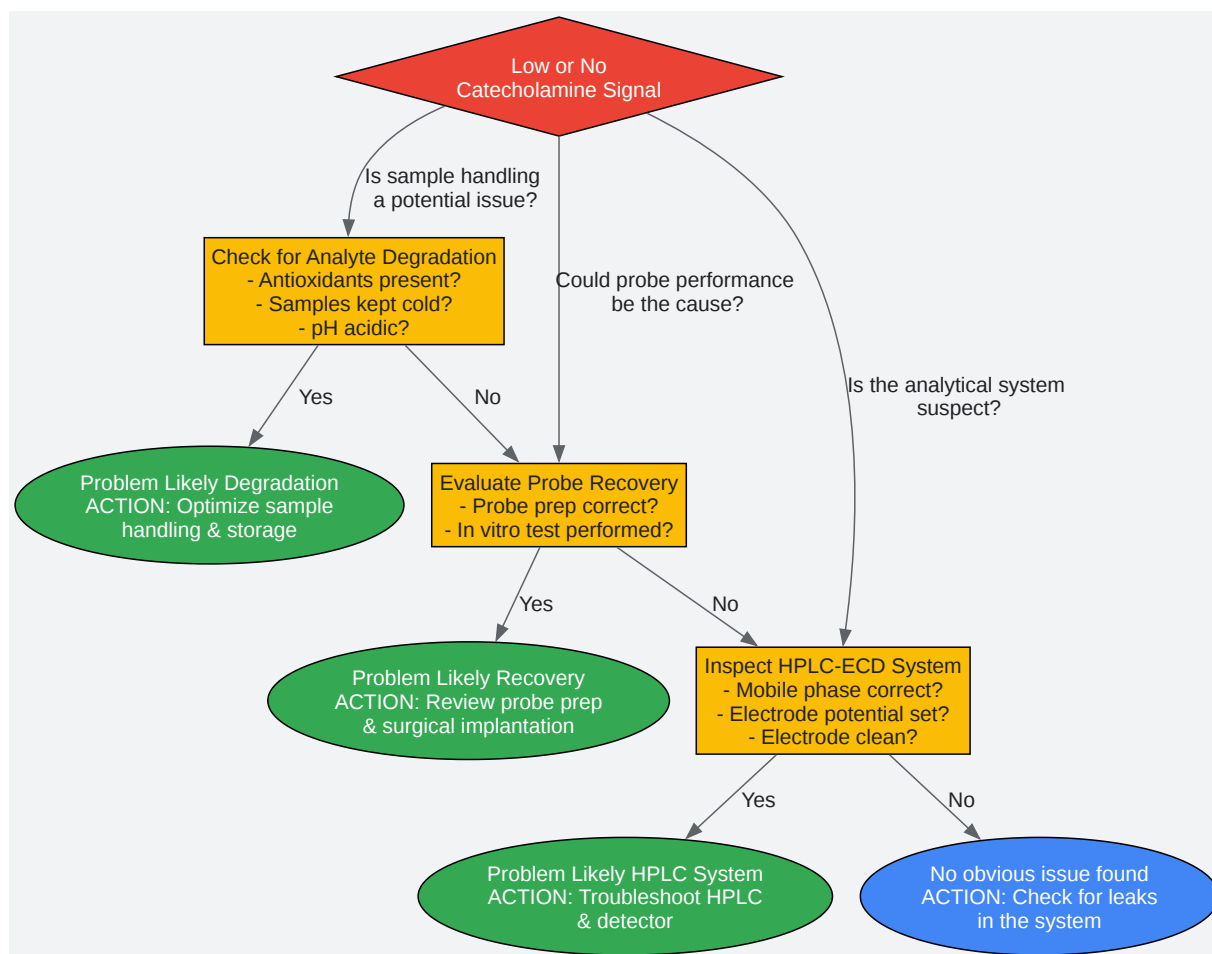 Low or No
Catecholamine Signal
Is sample handling
a potential issue?
Check for Analyte Degradation
- Antioxidants present?
- Samples kept cold?
- pH acidic?
Could probe performance
be the cause?
Is the analytical system
suspect?
Yes
No
Problem Likely Degradation
ACTION: Optimize sample
handling & storage
Evaluate Probe Recovery
- Probe prep correct?
- In vitro test performed?
Yes
No
Problem Likely Recovery
ACTION: Review probe prep
& surgical implantation
Inspect HPLC-ECD System
- Mobile phase correct?
- Electrode potential set?
- Electrode clean?
Yes
No
Problem Likely HPLC System
ACTION: Troubleshoot HPLC
& detector
No obvious issue found
ACTION: Check for leaks
in the system